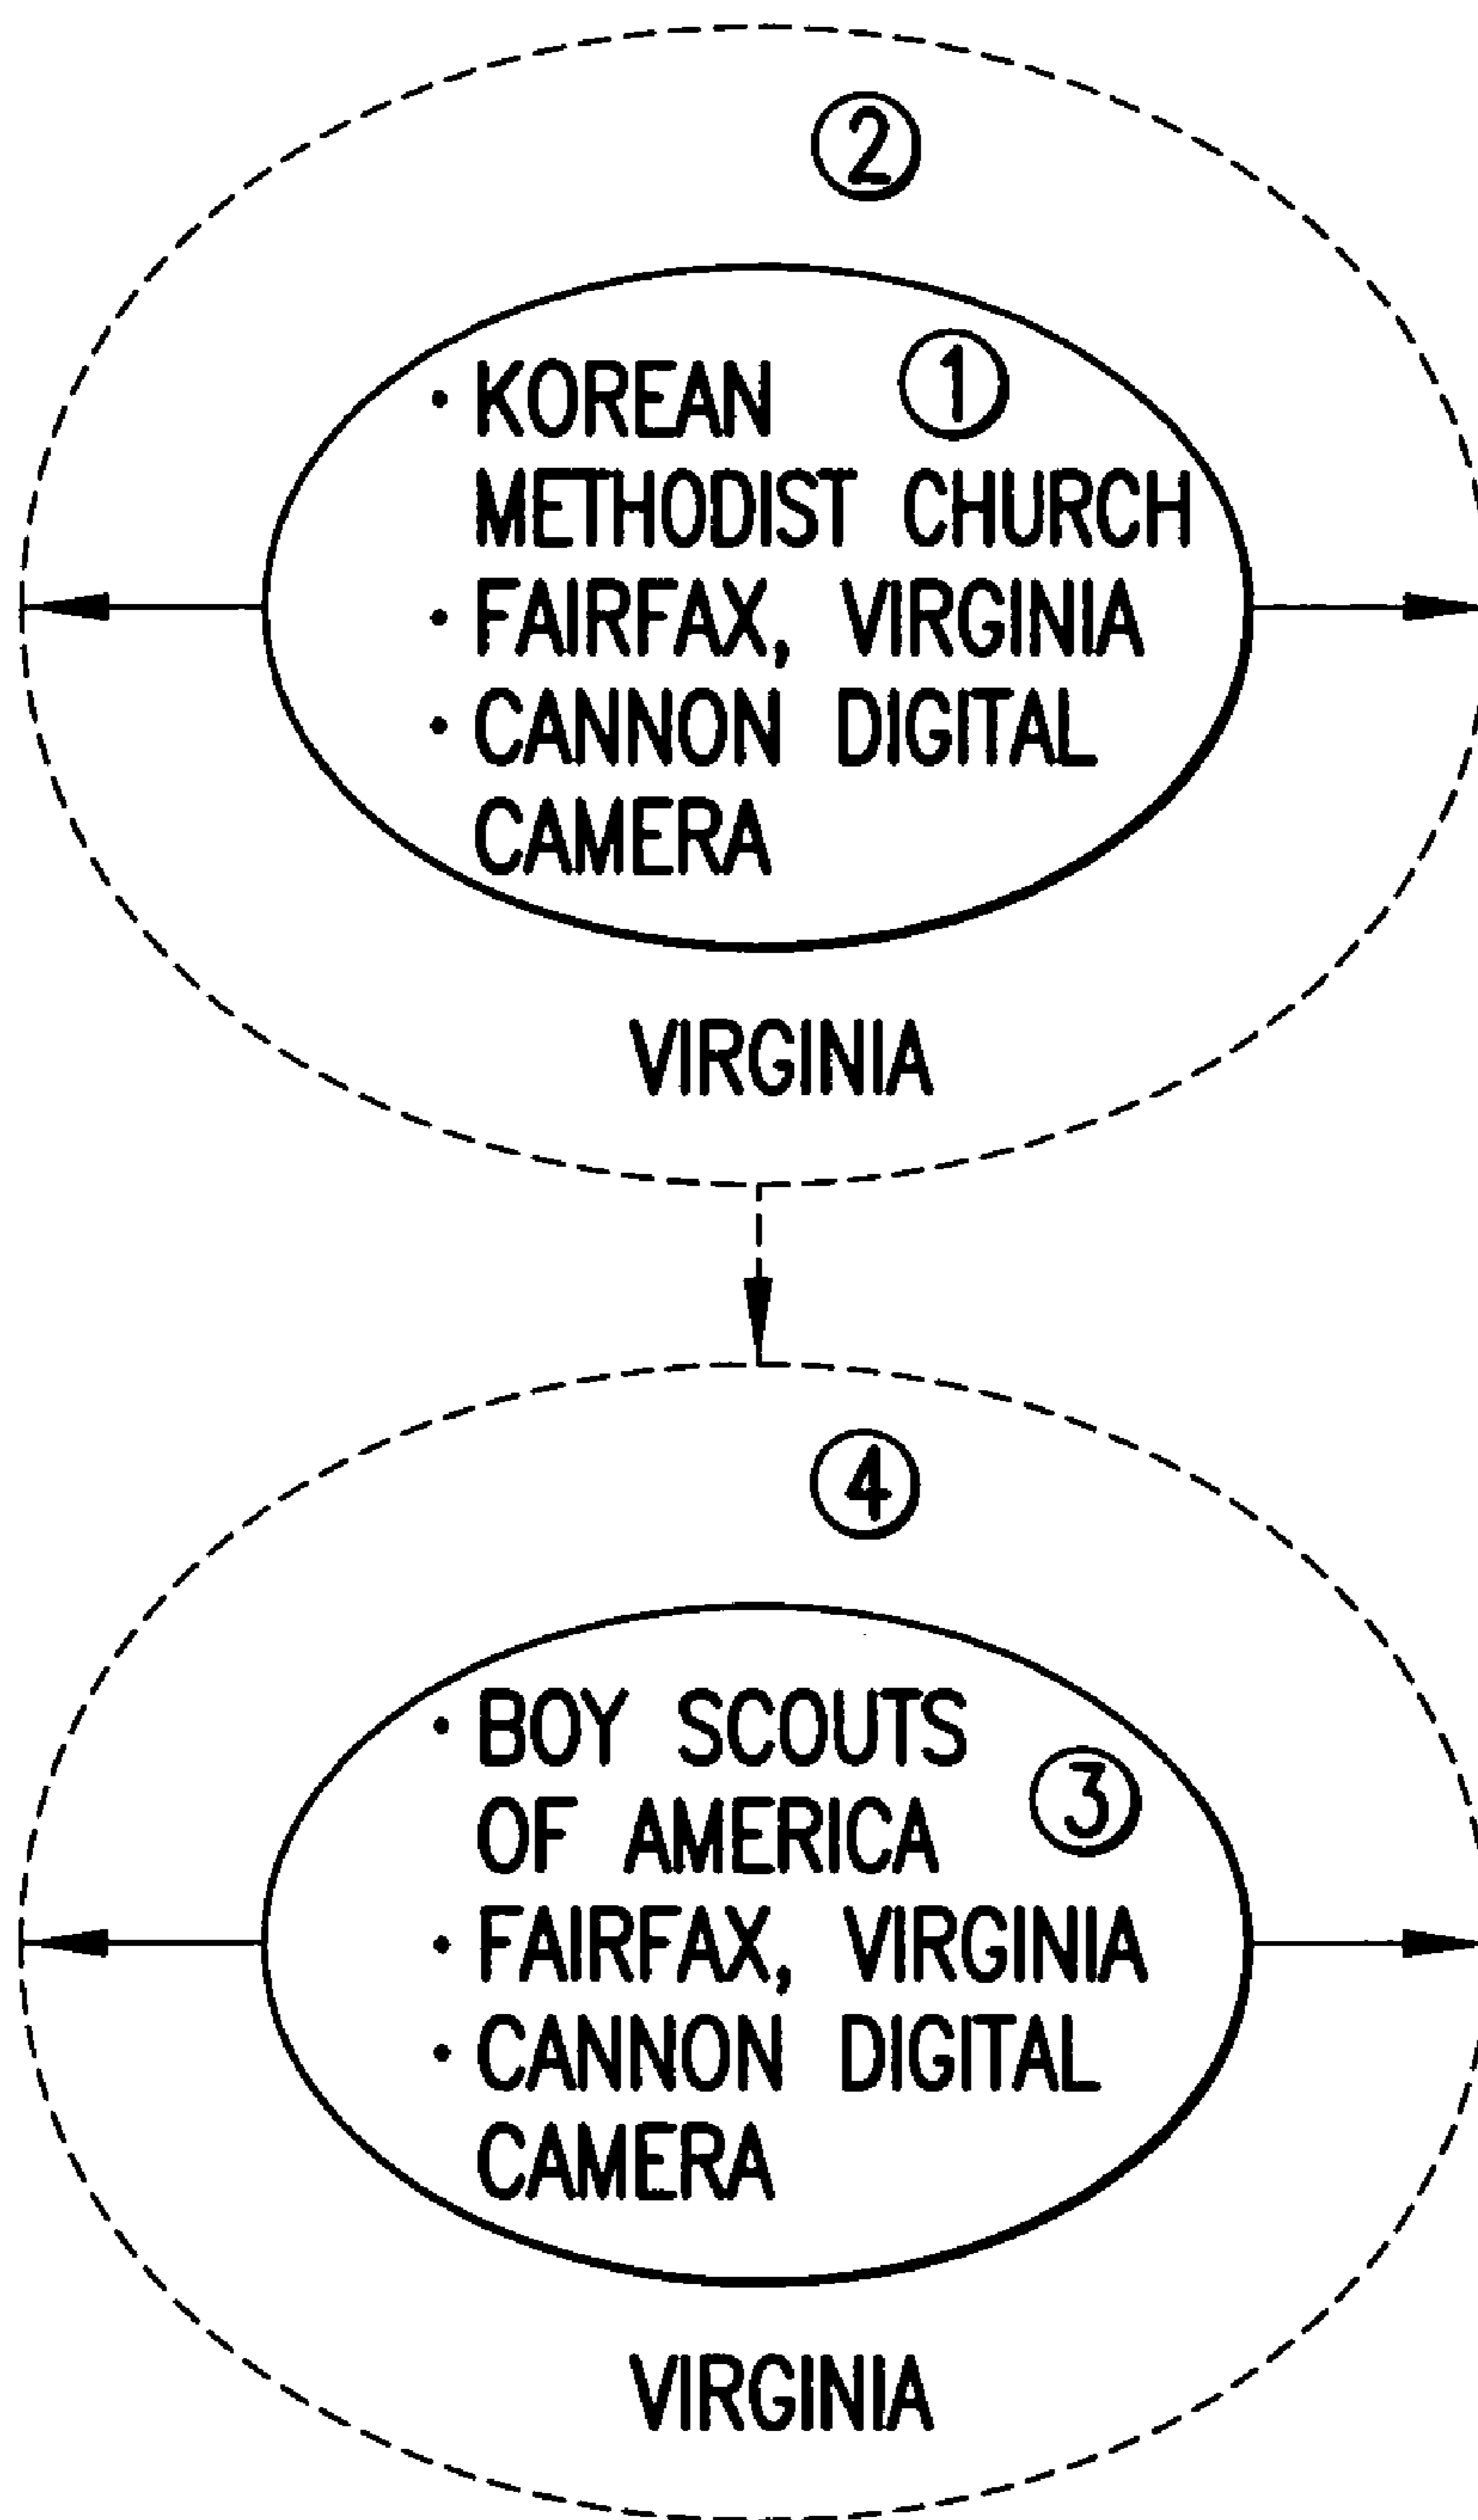 ②
· KOREAN ①
METHODIST CHURCH
· FAIRFAX, VIRGINIA
· CANNON DIGITAL
CAMERA
VIRGINIA
④
· BOY SCOUTS
③
OF AMERICA
· FAIRFAX, VIRGINIA
· CANNON DIGITAL
CAMERA
VIRGINIA